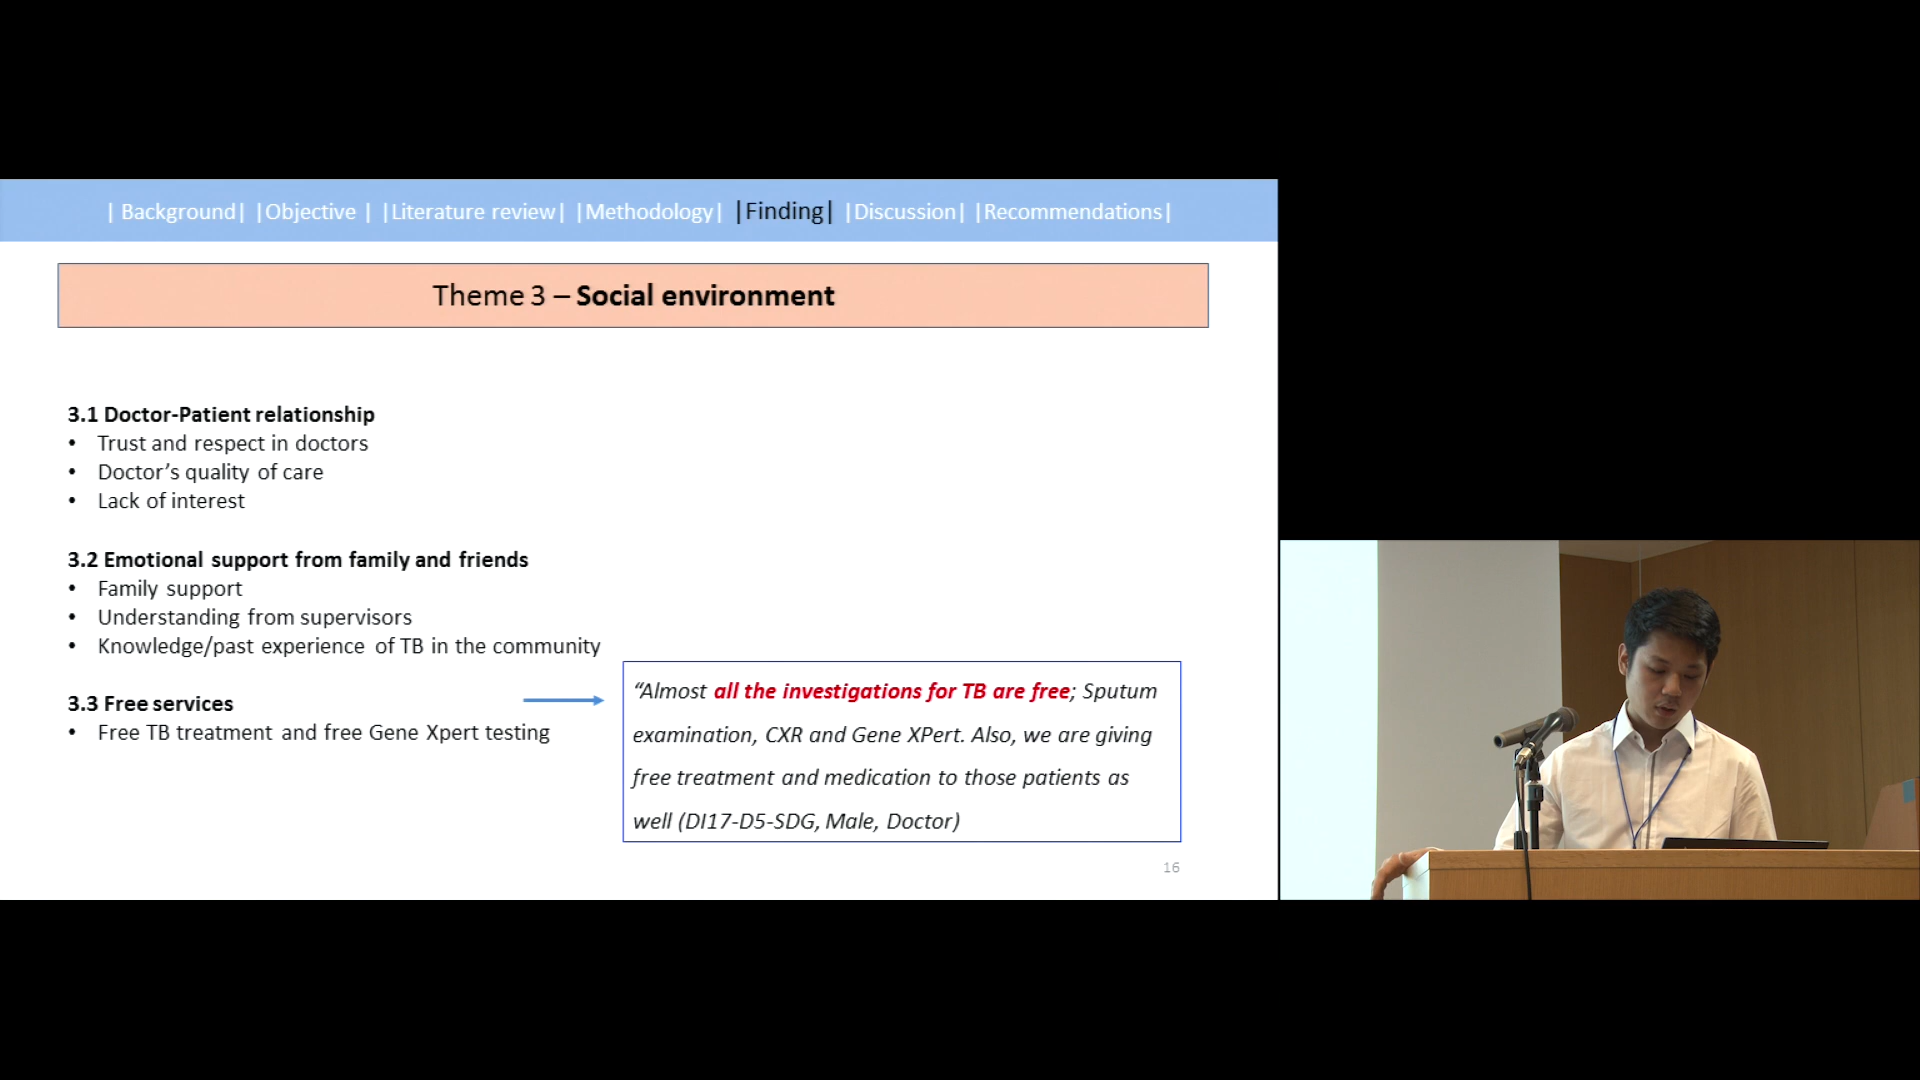 | Background| |Objective | |Literature review| |Methodology| |Finding| |Discussion| |Recommendations|
Theme 3 – Social environment
3.1 Doctor-Patient relationship
• Trust and respect in doctors
• Doctor’s quality of care
• Lack of interest
3.2 Emotional support from family and friends
• Family support
• Understanding from supervisors
• Knowledge/past experience of TB in the community
3.3 Free services
• Free TB treatment and free Gene Xpert testing
“Almost all the investigations for TB are free; Sputum
examination, CXR and Gene XPert. Also, we are giving
free treatment and medication to those patients as
well (DI17-D5-SDG, Male, Doctor)
16